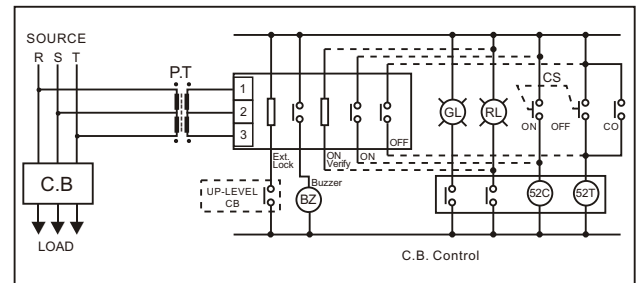 SOURCE
R S T
P.T
1
2
3
Ext.
Lock
ON
Verify
ON
OFF
GL
RL
CS
ON
OFF
CO
UP-LEVEL
CB
Buzzer
BZ
52C
52T
C.B
LOAD
C.B. Control